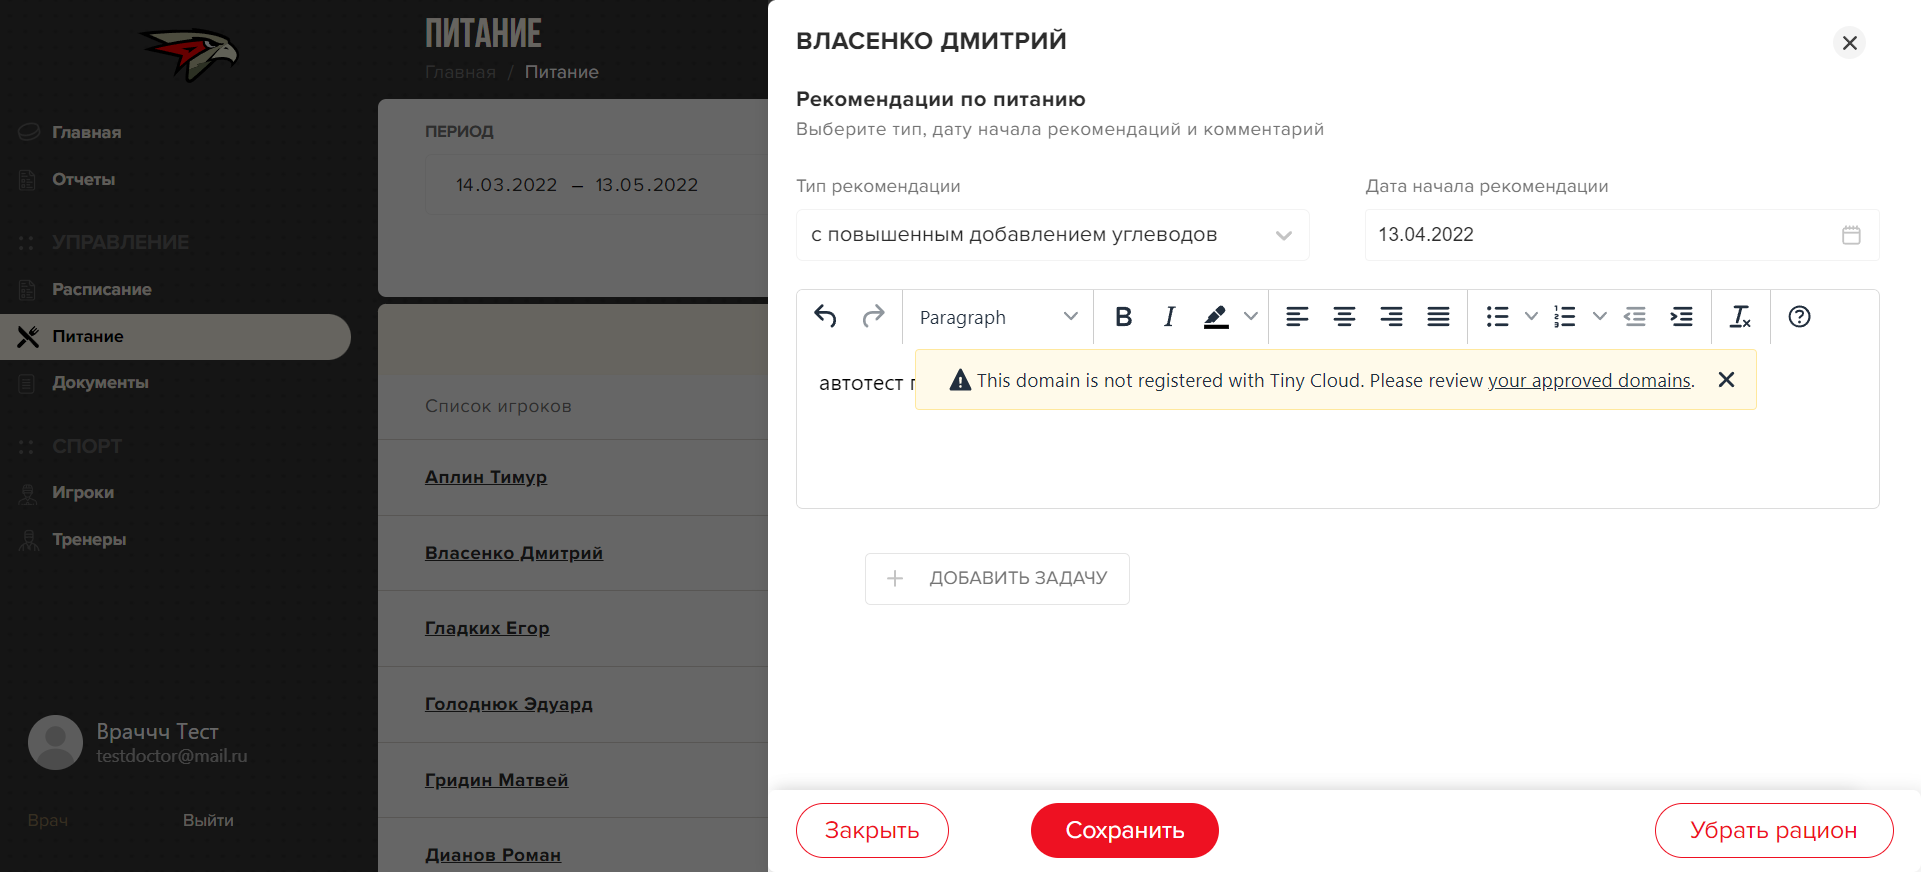 ПИТАНИЕ
Главная / Питание
Главная
Отчеты
УПРАВЛЕНИЕ
Расписание
Питание
Документы
СПОРТ
Игроки
Тренеры
Враччч Тест
testdoctor@mail.ru
Врач
Выйти
ПЕРИОД
14.03.2022 – 13.05.2022
Список игроков
Аплин Тимур
Власенко Дмитрий
Гладких Егор
Голоднюк Эдуард
Гридин Матвей
Дианов Роман
ВЛАСЕНКО ДМИТРИЙ
Рекомендации по питанию
Выберите тип, дату начала рекомендаций и комментарий
Тип рекомендации
с повышенным добавлением углеводов
Дата начала рекомендации
13.04.2022
Paragraph
автотест
This domain is not registered with Tiny Cloud. Please review your approved domains.
ДОБАВИТЬ ЗАДАЧУ
Закрыть
Сохранить
Убрать рацион